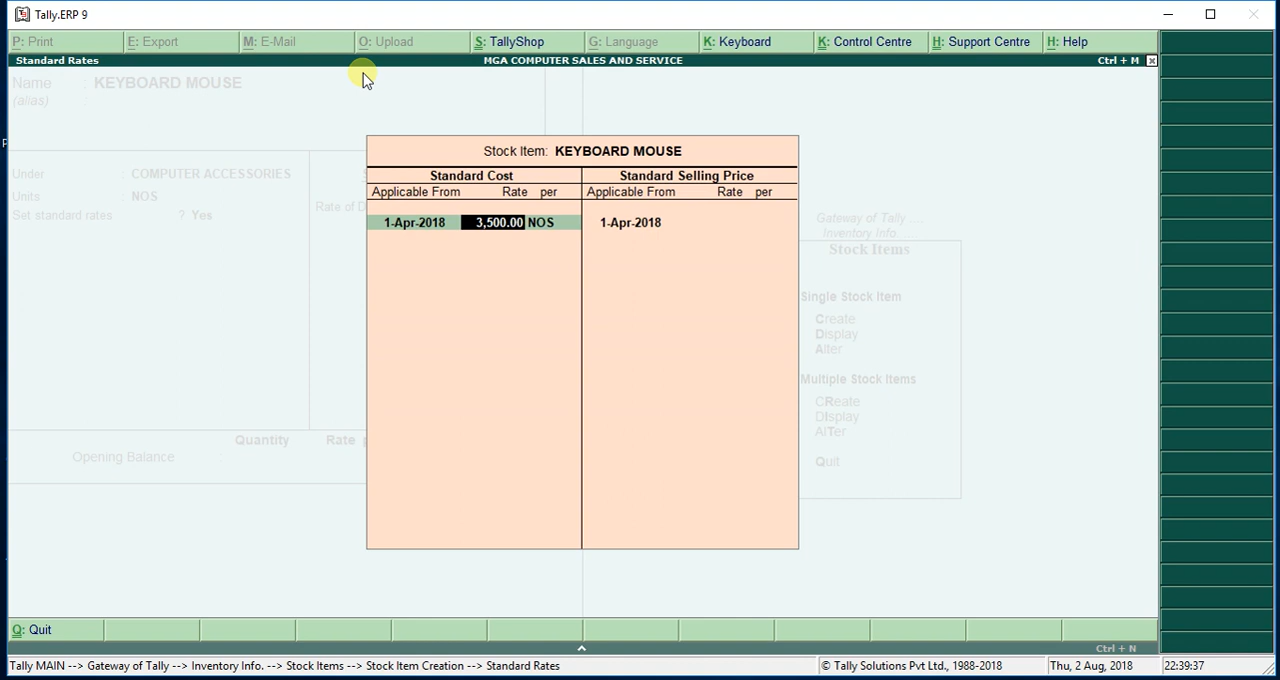 Tally.ERP 9
P: Print E: Export M: E-Mail O: Upload S: TallyShop G: Language K: Keyboard K: Control Centre H: Support Centre H: Help
Standard Rates MGA COMPUTER SALES AND SERVICE Ctrl + M
Name : KEYBOARD MOUSE
(alias) :
Stock Item: KEYBOARD MOUSE
Standard Cost Standard Selling Price
Applicable From Rate per Applicable From Rate per
1-Apr-2018 3,500.00 NOS 1-Apr-2018
Under : COMPUTER ACCESSORIES
Units : NOS
Set standard rates ? Yes
Rate of D
Gateway of Tally .....
Inventory Info. .....
Stock Items
Single Stock Item
Create
Display
Alter
Multiple Stock Items
CReate
DIsplay
AlTer
Quit
Quantity Rate p
Opening Balance :
Q: Quit
Ctrl + N
Tally MAIN --> Gateway of Tally --> Inventory Info. --> Stock Items --> Stock Item Creation --> Standard Rates © Tally Solutions Pvt Ltd., 1988-2018 Thu, 2 Aug, 2018 22:39:37